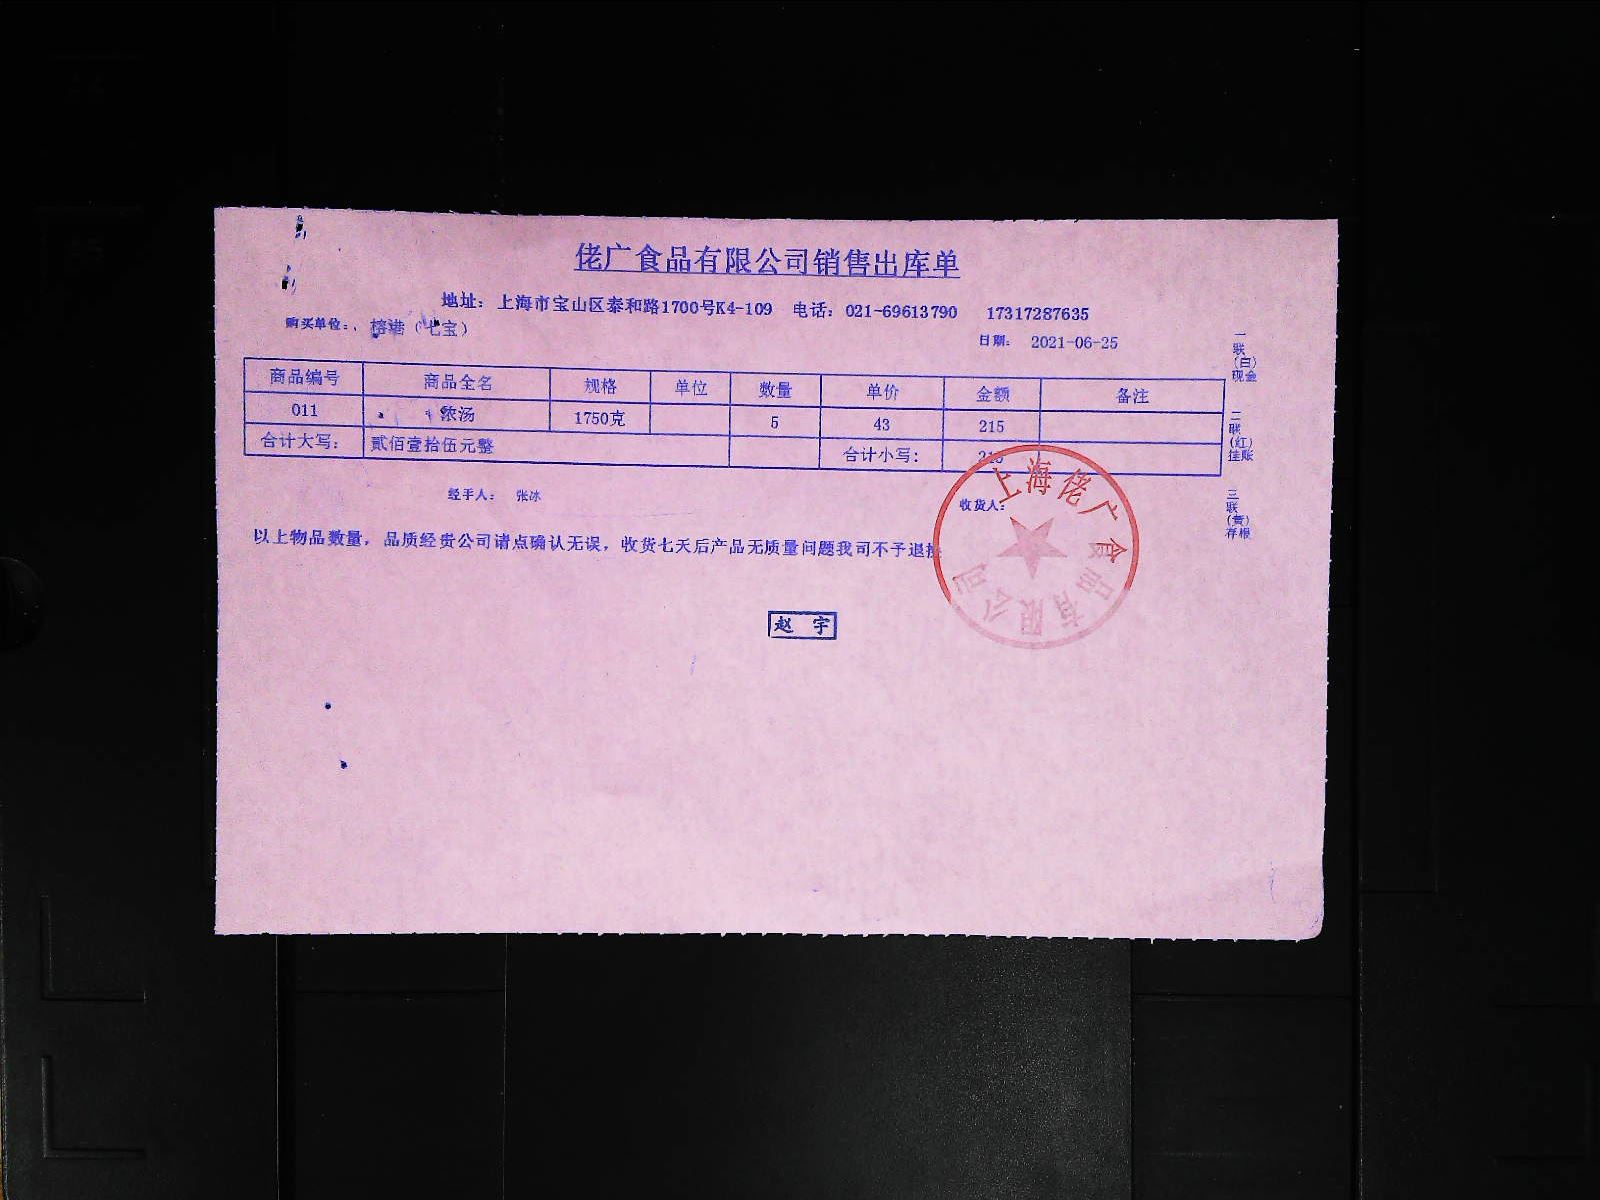 佬广食品有限公司销售出库单
地址：上海市宝山区泰和路1700号K4-109 电话：021-69613790 17317287635
购买单位：、榕港（七宝）
日期： 2021-06-25
商品编号 商品全名 规格 单位 数量 单价 金额 备注
011 浓汤 1750克 5 43 215
合计大写： 贰佰壹拾伍元整 合计小写： 215
经手人： 张冰
收货人：
以上物品数量，品质经贵公司请点确认无误，收货七天后产品无质量问题我司不予退换
赵 宇
上海佬广食品有限公司
一联(白)现金
二联(红)挂账
三联(黄)存根